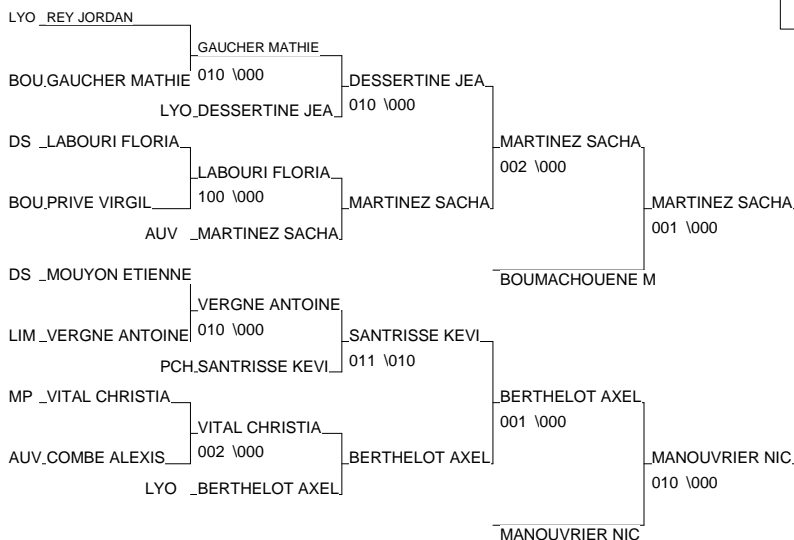 LYO REY JORDAN
GAUCHER MATHIE
BOU GAUCHER MATHIE 010 \000 DESSERTINE JEA
LYO DESSERTINE JEA 010 \000
DS LABOURI FLORIA MARTINEZ SACHA
LABOURI FLORIA 002 \000
BOU PRIVE VIRGIL 100 \000 MARTINEZ SACHA MARTINEZ SACHA
AUV MARTINEZ SACHA 001 \000
DS MOUYON ETIENNE BOUMACHOUENE M
VERGNE ANTOINE
LIM VERGNE ANTOINE 010 \000 SANTRISSE KEVI
PCH SANTRISSE KEVI 011 \010
MP VITAL CHRISTIA BERTHELOT AXEL
VITAL CHRISTIA 001 \000
AUV COMBE ALEXIS 002 \000 BERTHELOT AXEL MANOUVRIER NIC
LYO BERTHELOT AXEL 010 \000
MANOUVRIER NIC